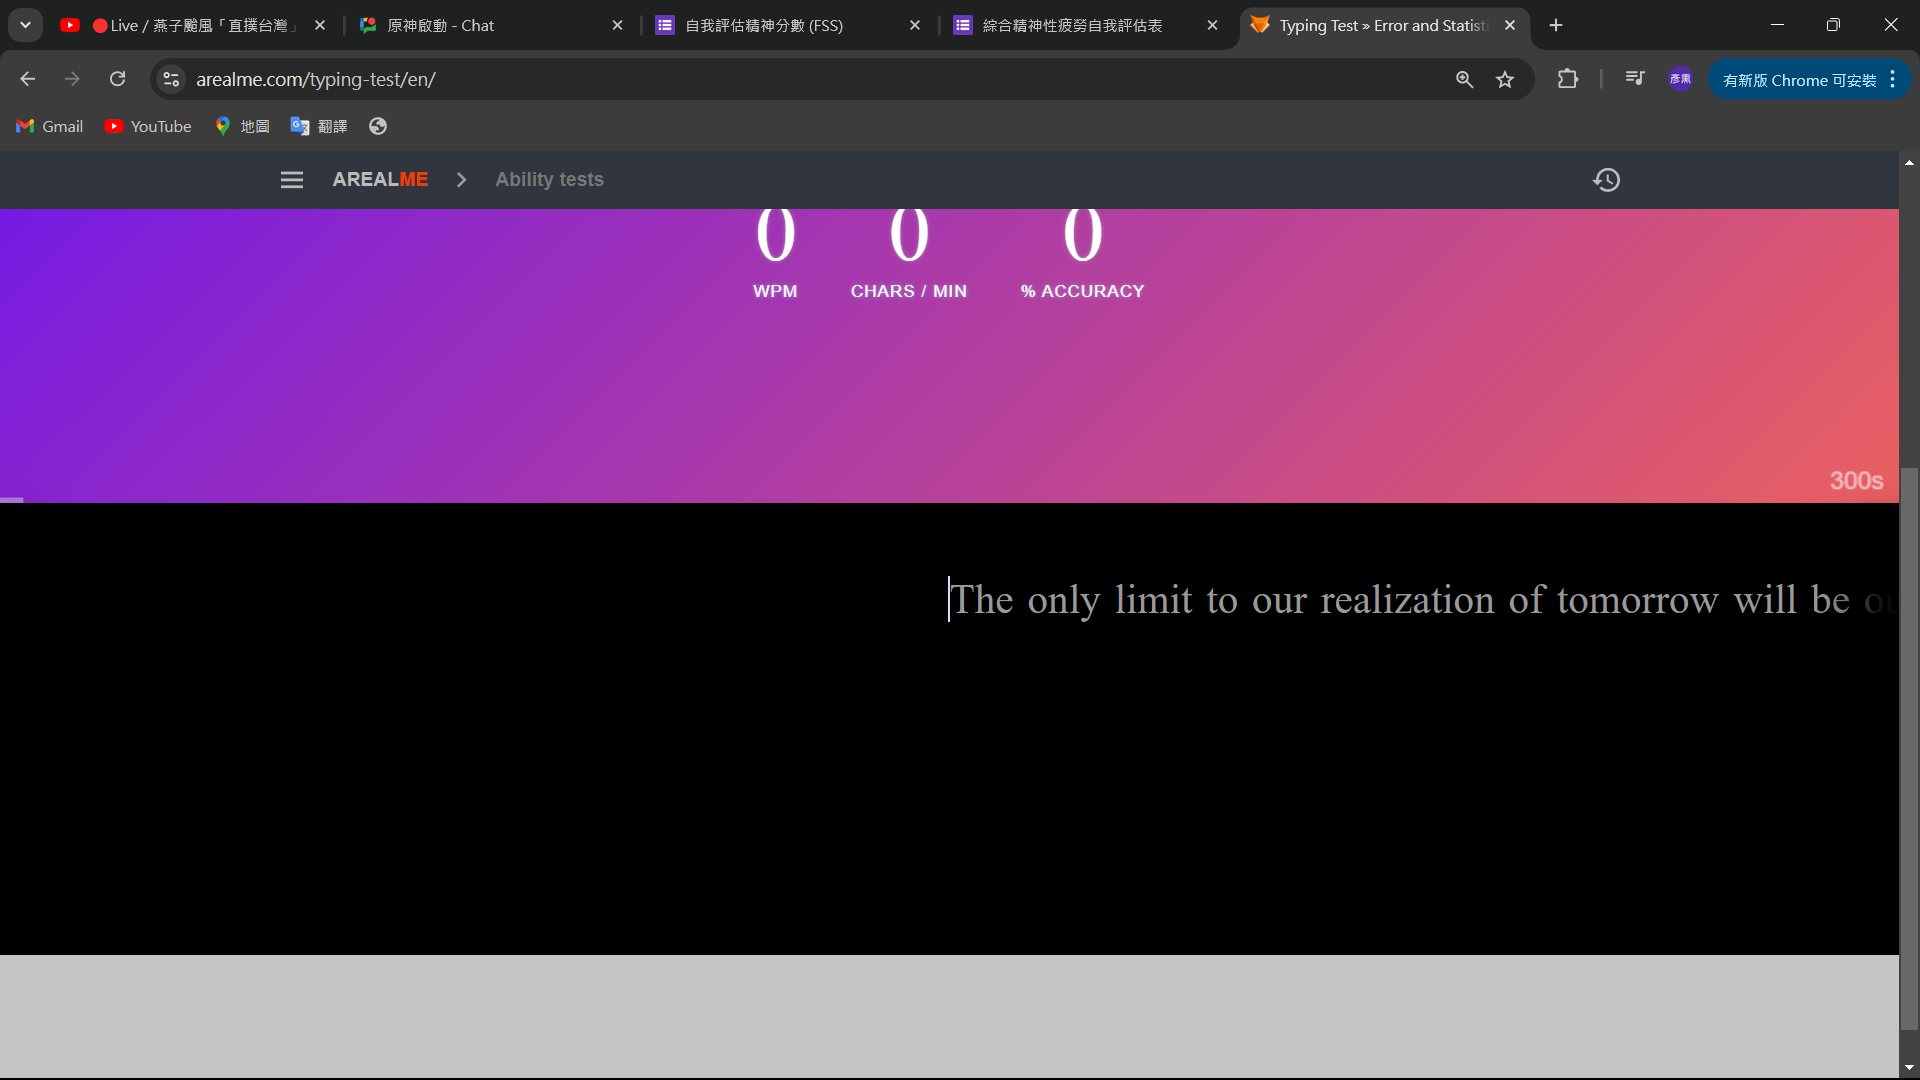 Live / 燕子颱風「直撲台灣」
原神啟動 - Chat
自我評估精神分數 (FSS)
綜合精神性疲勞自我評估表
Typing Test » Error and Statisti
arealme.com/typing-test/en/
彥熏
有新版 Chrome 可安裝
Gmail
YouTube
地圖
翻譯
AREALME
Ability tests
0 0 0
WPM CHARS / MIN % ACCURACY
300s
The only limit to our realization of tomorrow will be ou